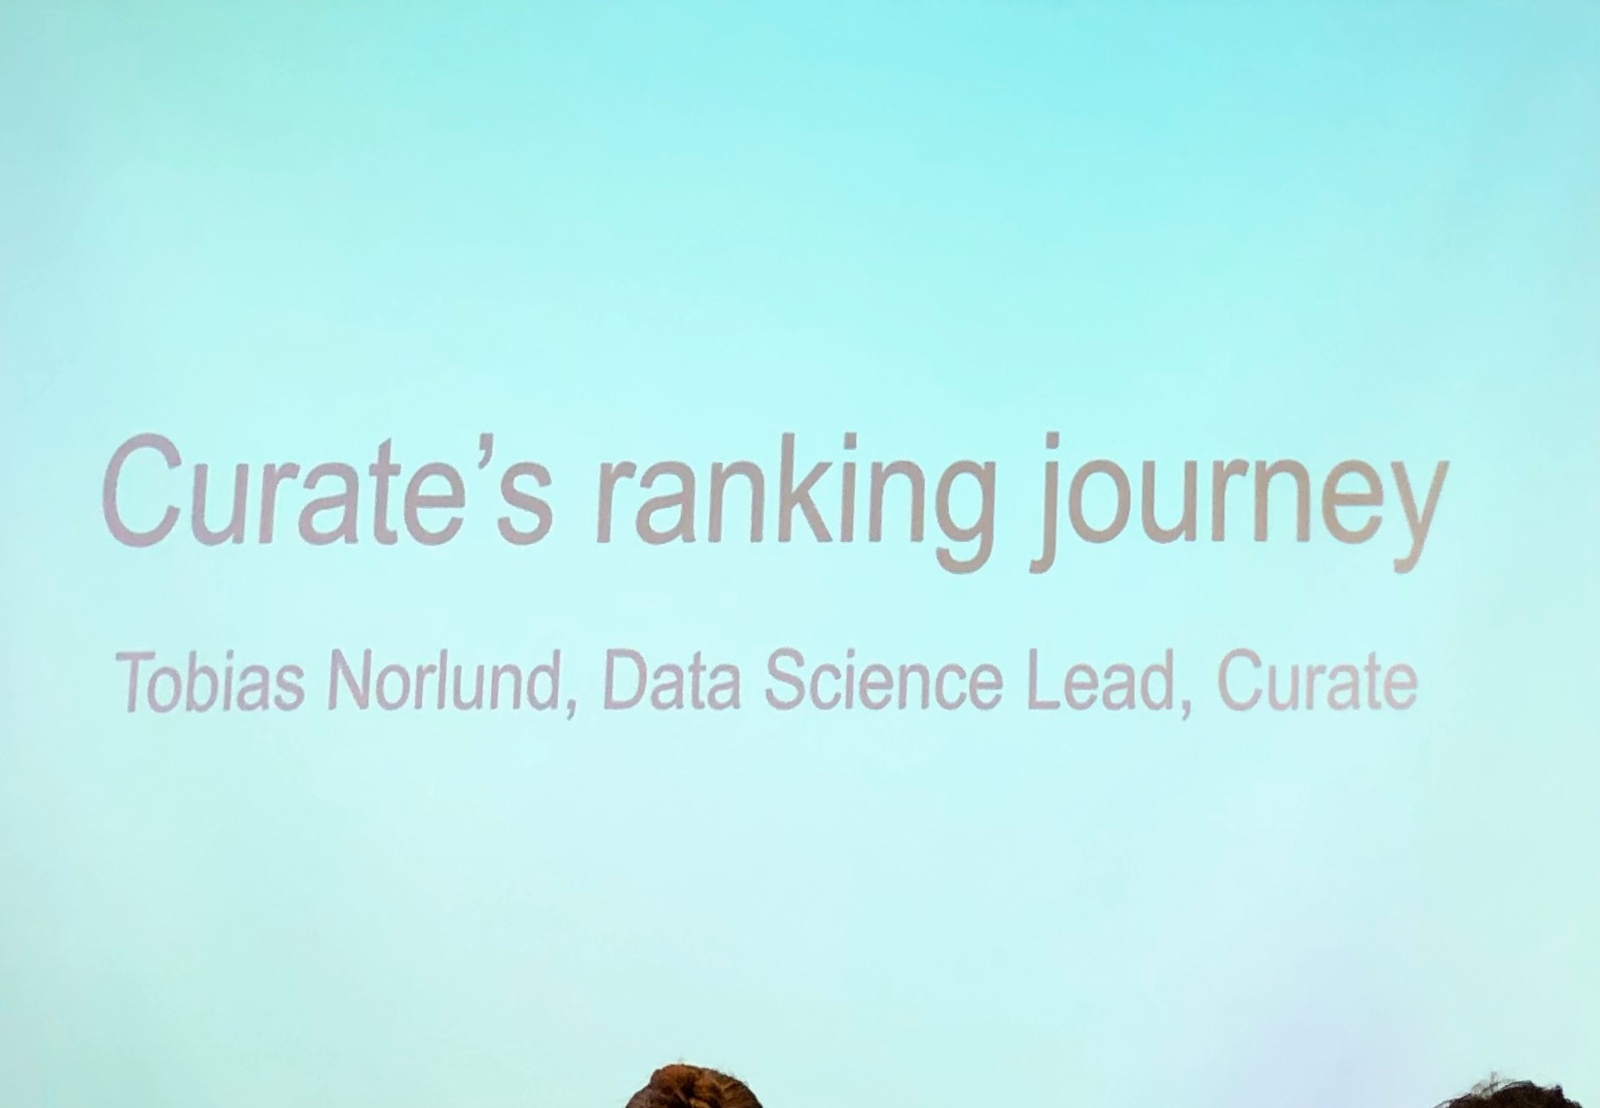 Curate’s ranking journey
Tobias Norlund, Data Science Lead, Curate